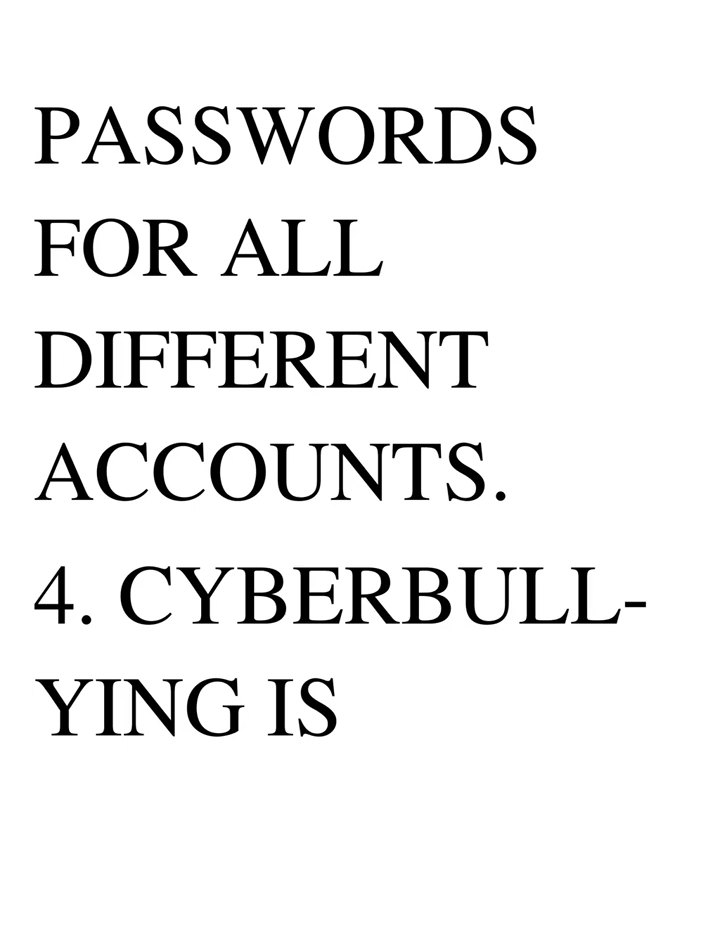 PASSWORDS
FOR ALL
DIFFERENT
ACCOUNTS.
4. CYBERBULL-
YING IS